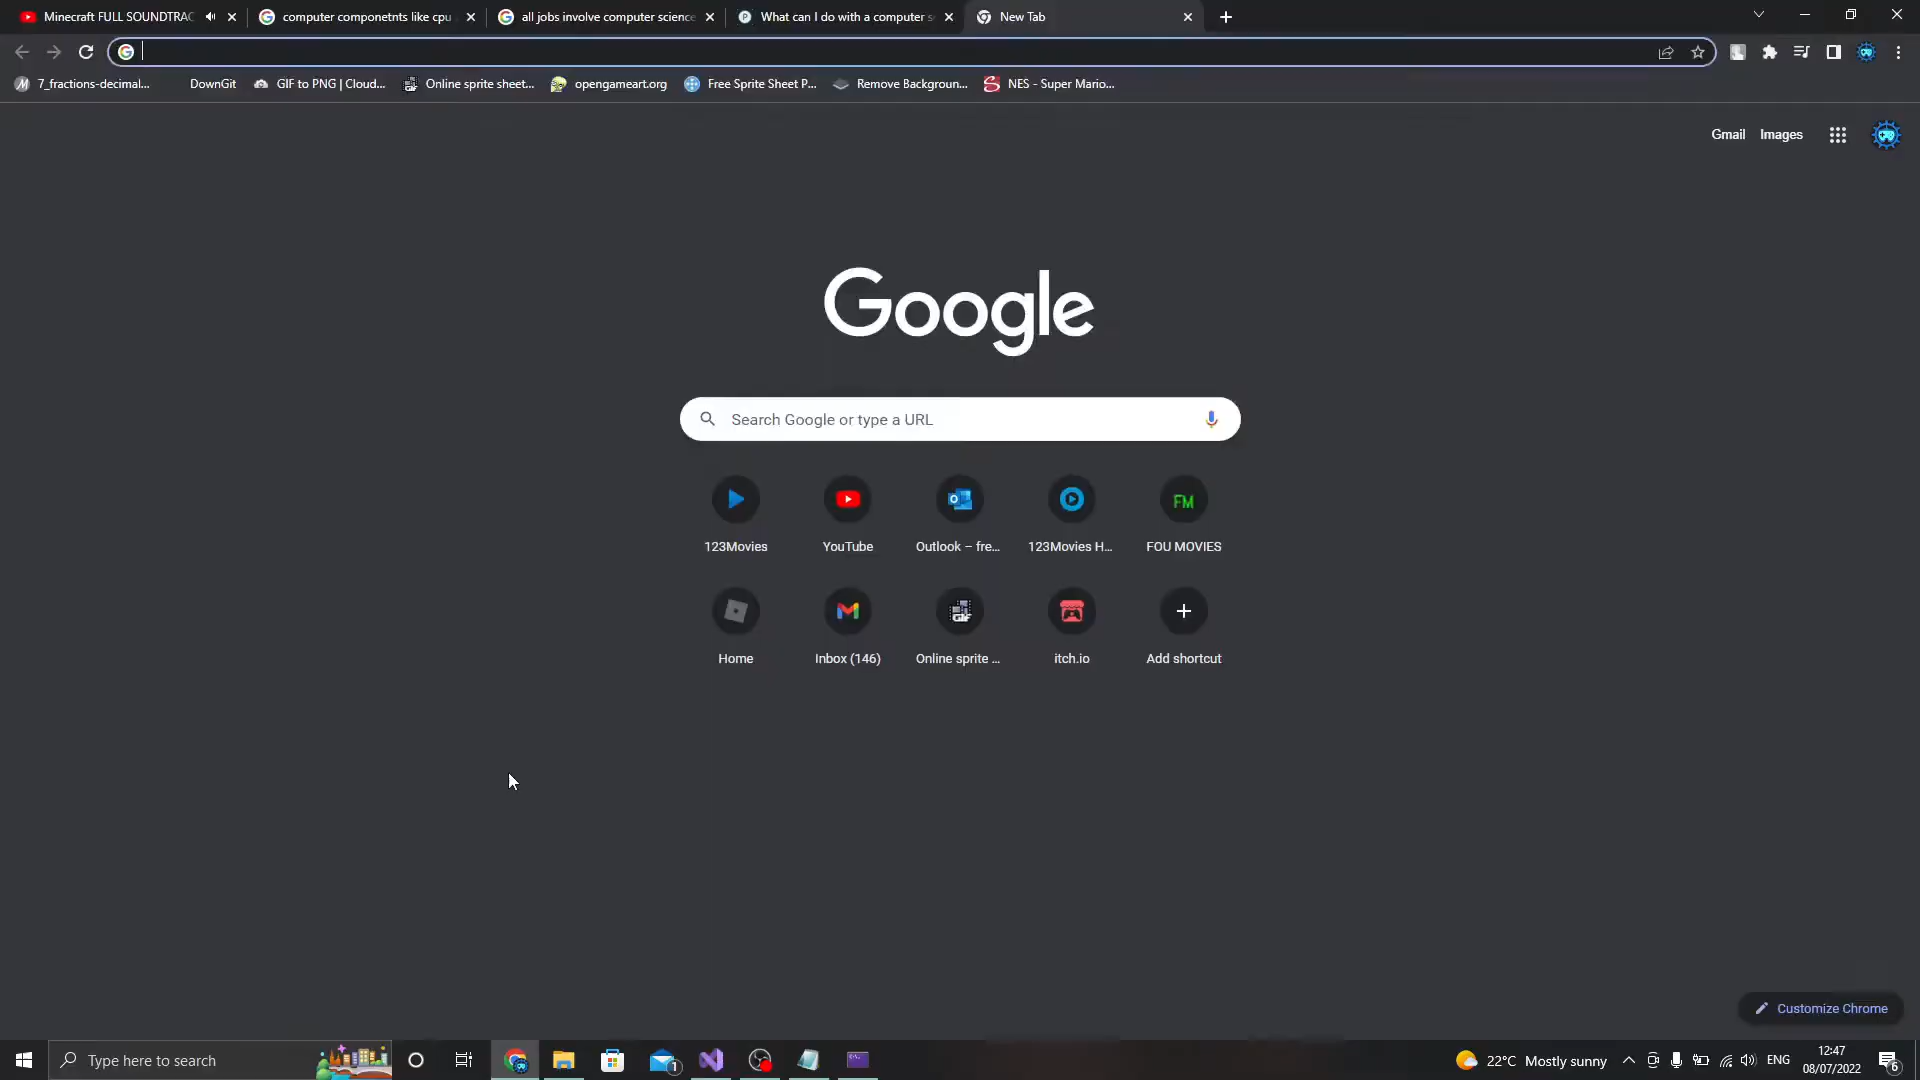 Minecraft FULL SOUNDTRAC
computer componetnts like cpu
all jobs involve computer science
What can I do with a computer s
New Tab
7_fractions-decimal...
DownGit
GIF to PNG | Cloud...
Online sprite sheet...
opengameart.org
Free Sprite Sheet P...
Remove Backgroun...
NES - Super Mario...
Gmail
Images
Google
Search Google or type a URL
123Movies
YouTube
Outlook – fre...
123Movies H...
FM
FOU MOVIES
Home
Inbox (146)
GIF
Online sprite ...
itch.io
Add shortcut
Customize Chrome
Type here to search
1
22°C Mostly sunny
ENG
12:47
08/07/2022
6